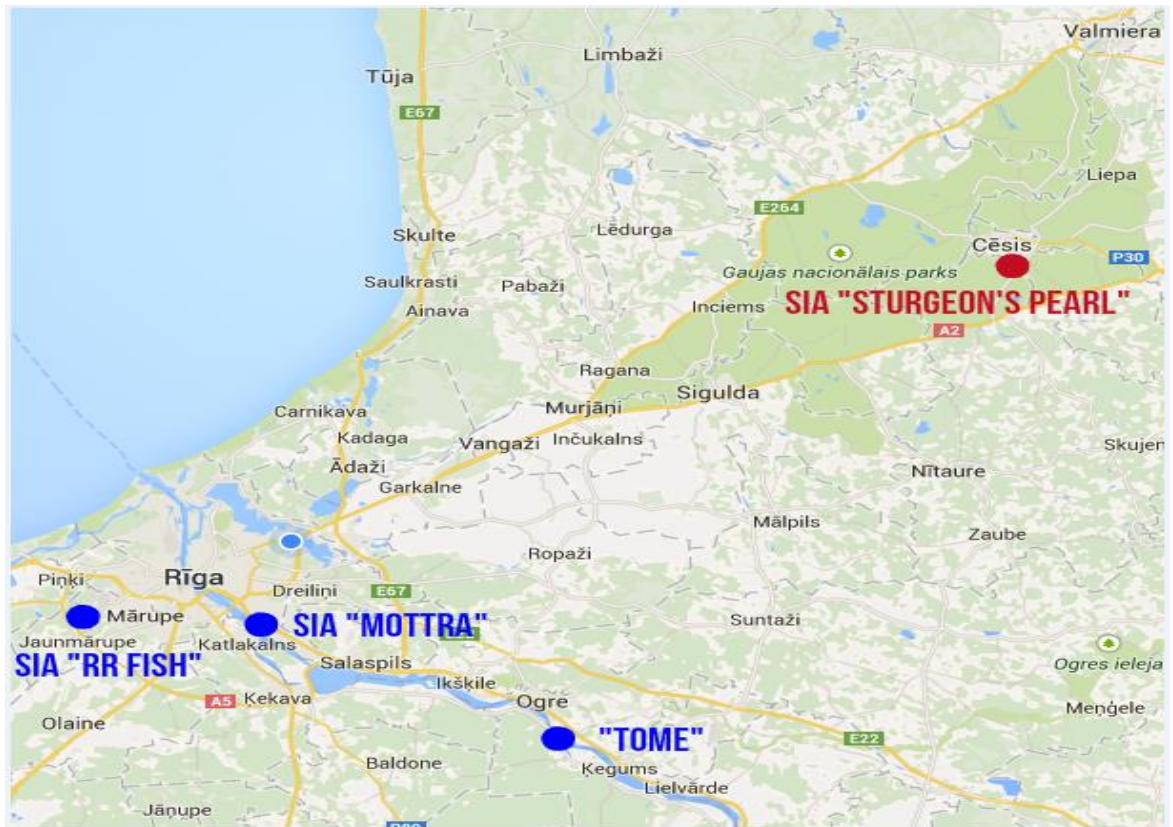 Valmiera
Limbaži
Tūja
E67
Liepa
E264
Lēdurga
Skulte
Cēsis
P30
Gaujas nacionālais parks
Saulkrasti
Pabaži
SIA "STURGEON'S PEARL"
Inciems
Ainava
A2
Ragana
Sigulda
Murjāņi
Carnikava
Kadaga
Vangaži
Inčukalns
Skujen
Ādaži
Nītaure
Garkalne
Mālpils
Zaube
Ropaži
Piņķi
Rīga
Dreiliņi
E67
Mārupe
Suntaži
SIA "MOTTRA"
Jaunmārupe
Katlakalns
SIA "RR FISH"
Salaspils
Ogres ieleja
Ikšķile
A5
Ķekava
Ogre
Meņģele
Olaine
"TOME"
E22
Baldone
Ķegums
Lielvārde
Jāņupe